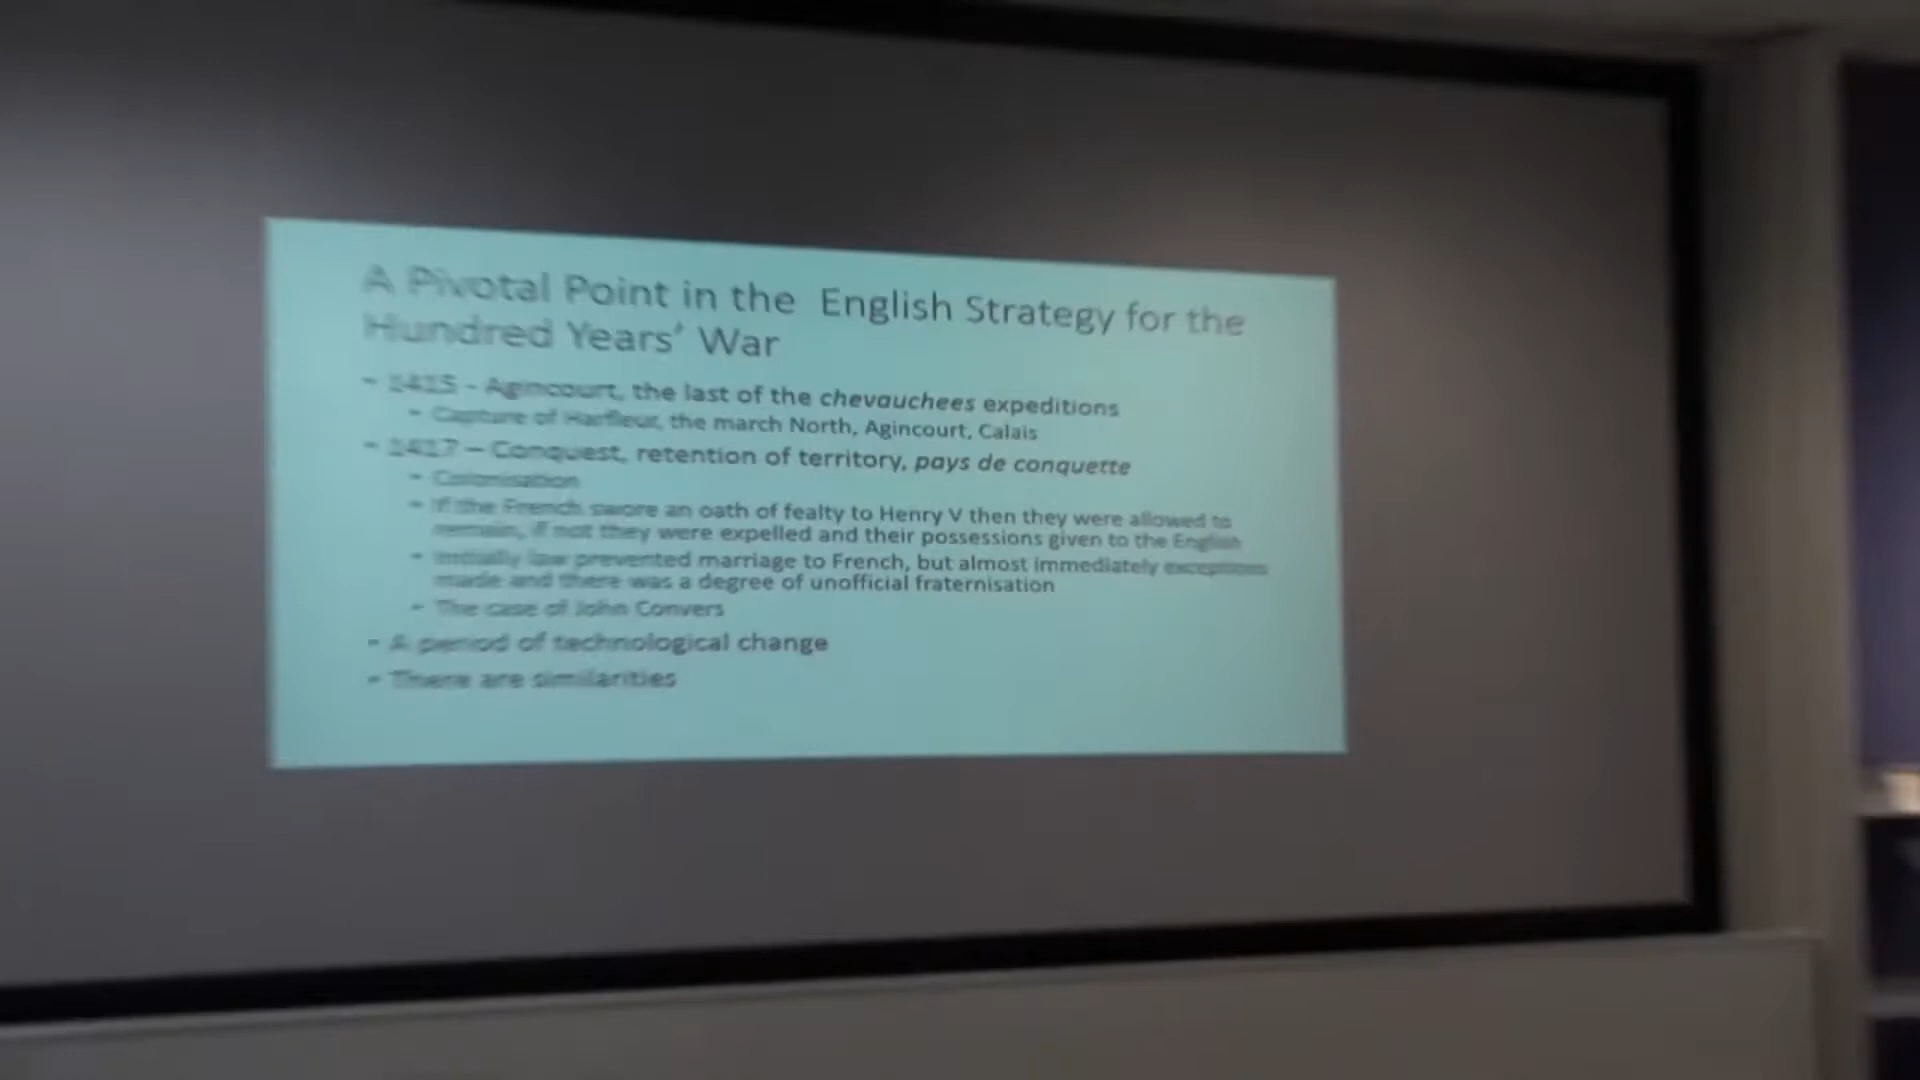 A Pivotal Point in the English Strategy for the
Hundred Years' War
- 1415 - Agincourt, the last of the chevauchees expeditions
- Capture of Harfleur, the march North, Agincourt, Calais
- 1417 – Conquest, retention of territory, pays de conquette
- Colonisation
- If the French swore an oath of fealty to Henry V then they were allowed to
remain, if not they were expelled and their possessions given to the English
- Initially law prevented marriage to French, but almost immediately exceptions
made and there was a degree of unofficial fraternisation
- The case of John Convers
- A period of technological change
- There are similarities